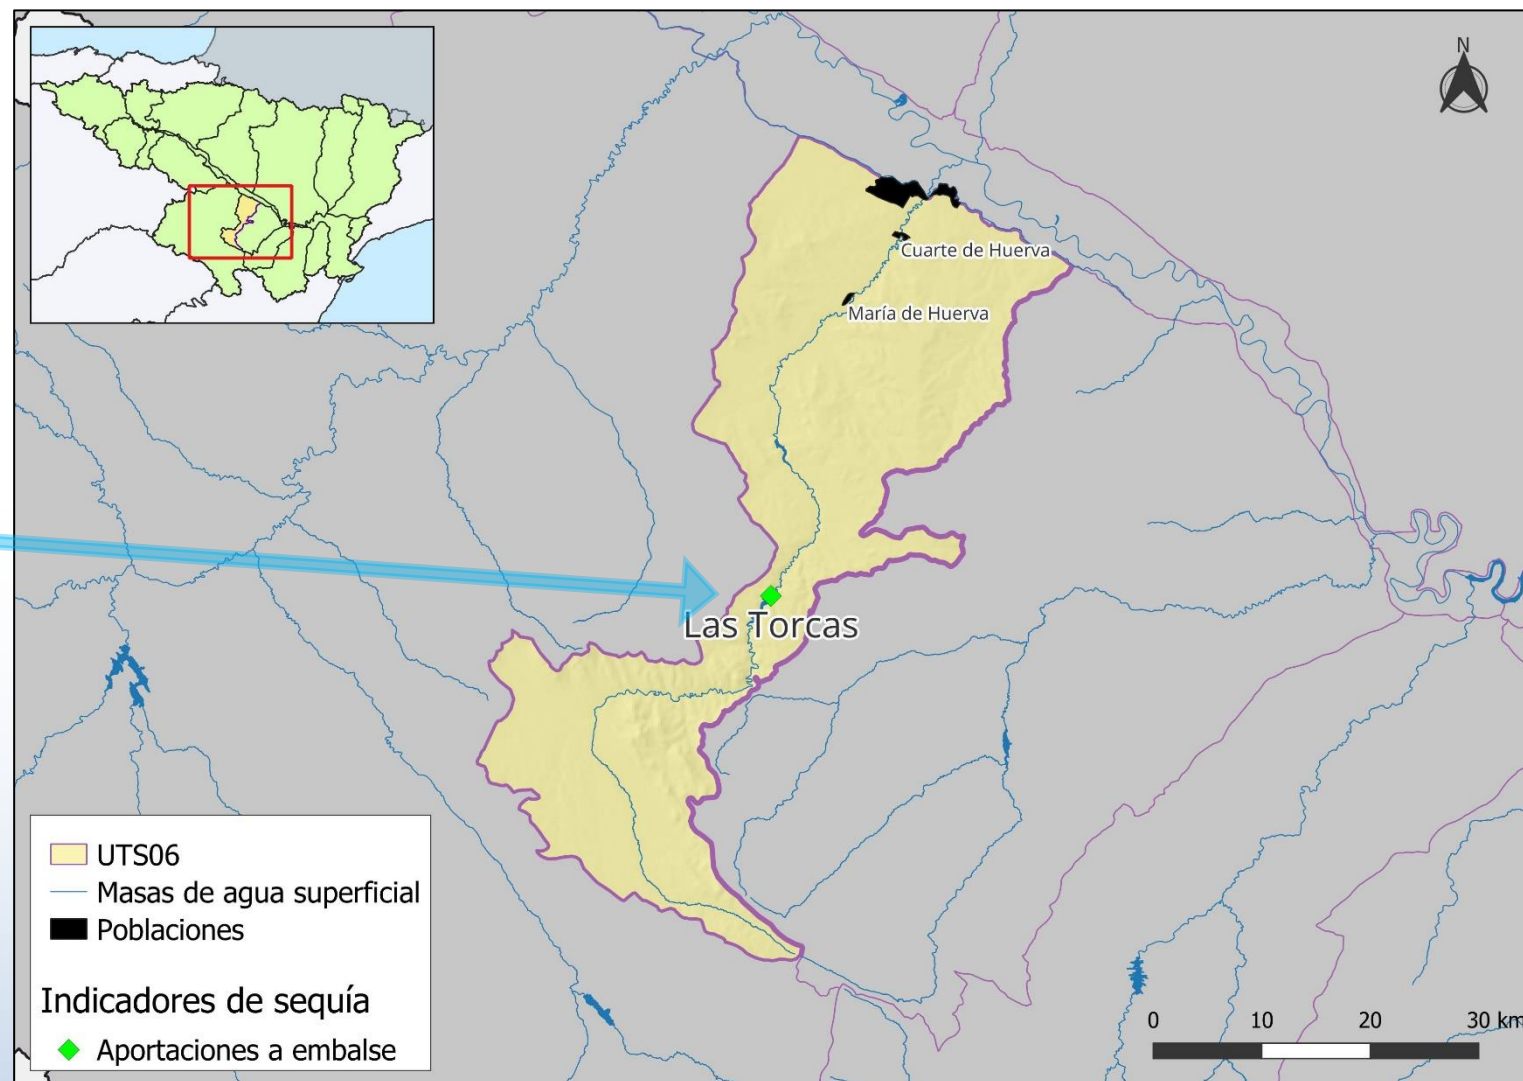 N
Cuarte de Huerva
María de Huerva
Las Torcas
UTS06
Masas de agua superficial
Poblaciones
Indicadores de sequía
Aportaciones a embalse
0 10 20 30 km